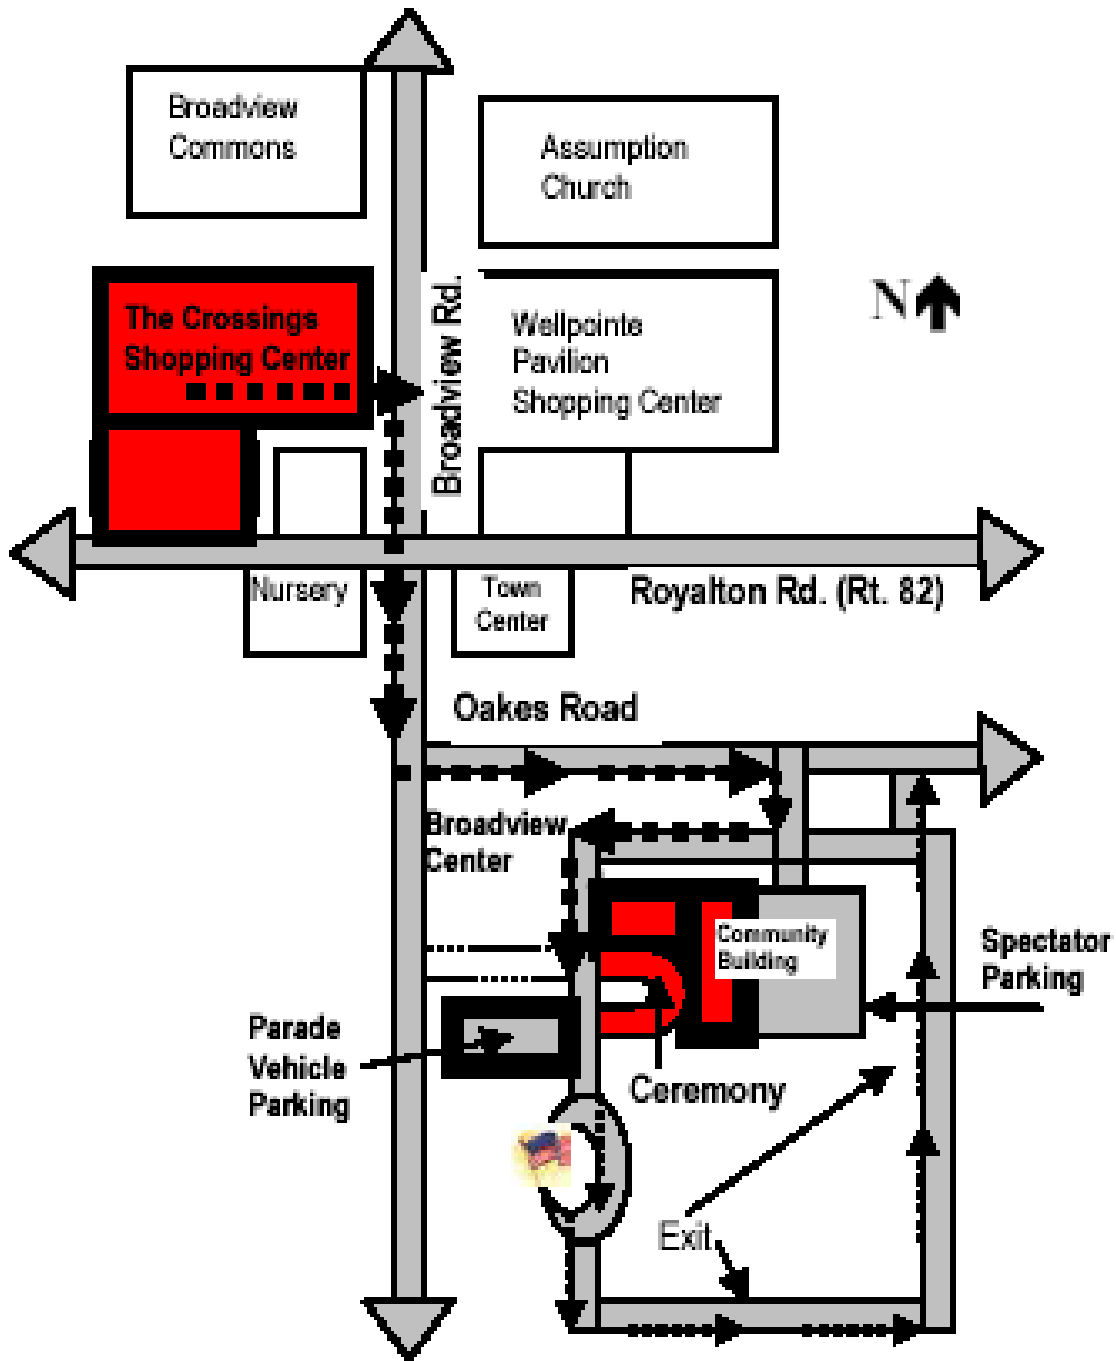 Broadview
Commons
Assumption
Church
The Crossings
Shopping Center
Broadview Rd.
Wellpointe
Pavilion
Shopping Center
N
Nursery
Town
Center
Royalton Rd. (Rt. 82)
Oakes Road
Broadview
Center
Community
Building
Spectator
Parking
Parade
Vehicle
Parking
Ceremony
Exit